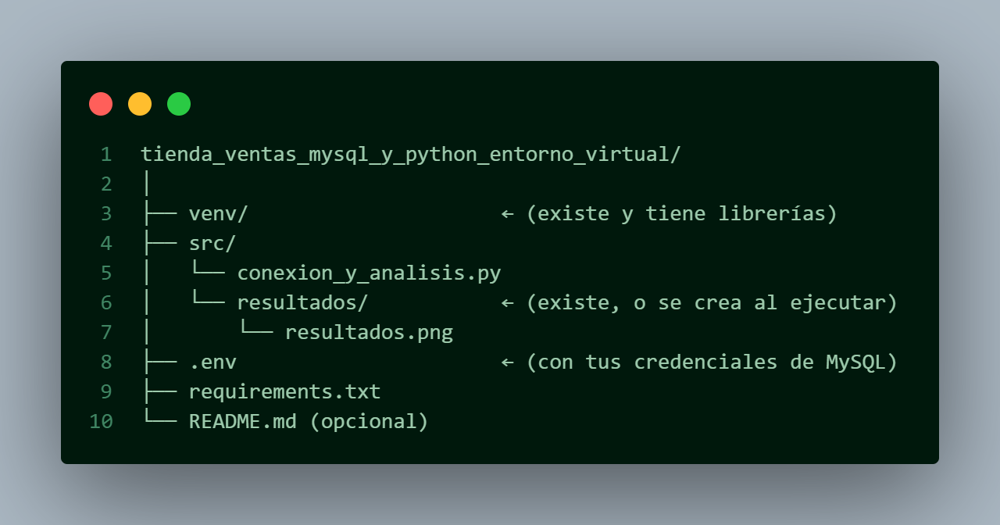 1 tienda_ventas_mysql_y_python_entorno_virtual/
2 │
3 ├── venv/                     ← (existe y tiene librerías)
4 ├── src/
5 │   └── conexion_y_analisis.py
6 │   └── resultados/           ← (existe, o se crea al ejecutar)
7 │       └── resultados.png
8 ├── .env                      ← (con tus credenciales de MySQL)
9 ├── requirements.txt
10 └── README.md (opcional)